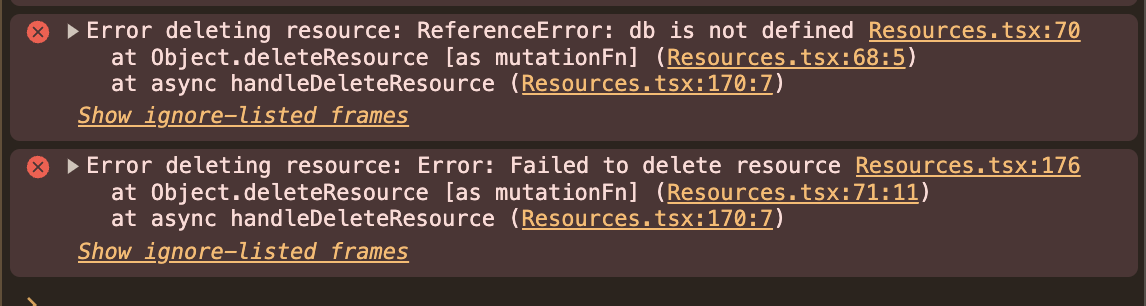 Error deleting resource: ReferenceError: db is not defined Resources.tsx:70
at Object.deleteResource [as mutationFn] (Resources.tsx:68:5)
at async handleDeleteResource (Resources.tsx:170:7)
Show ignore-listed frames
Error deleting resource: Error: Failed to delete resource Resources.tsx:176
at Object.deleteResource [as mutationFn] (Resources.tsx:71:11)
at async handleDeleteResource (Resources.tsx:170:7)
Show ignore-listed frames